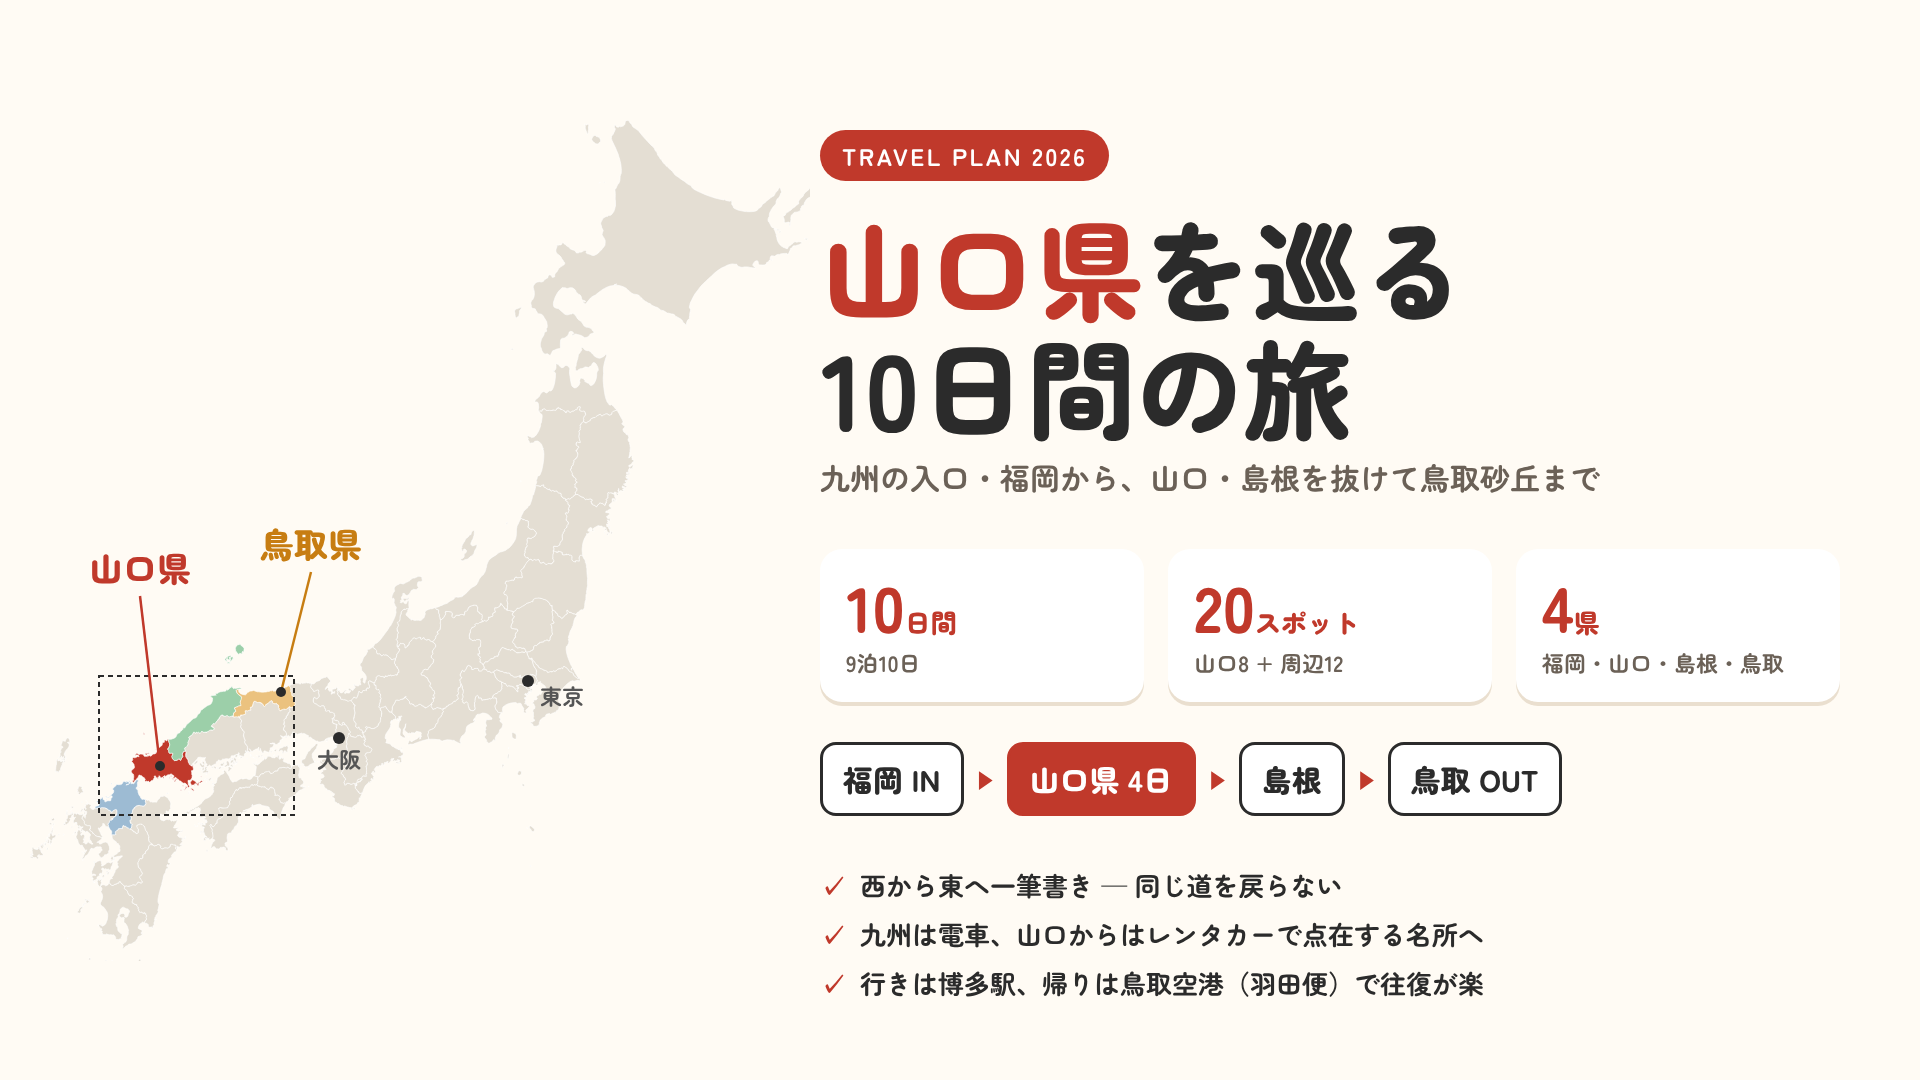 TRAVEL PLAN 2026
山口県を巡る
10日間の旅
九州の入口・福岡から、山口・島根を抜けて鳥取砂丘まで
10日間
9泊10日
20スポット
山口8 + 周辺12
4県
福岡・山口・島根・鳥取
福岡 IN ▶ 山口県 4日 ▶ 島根 ▶ 鳥取 OUT
✓ 西から東へ一筆書き — 同じ道を戻らない
✓ 九州は電車、山口からはレンタカーで点在する名所へ
✓ 行きは博多駅、帰りは鳥取空港（羽田便）で往復が楽
鳥取県
山口県
東京
大阪